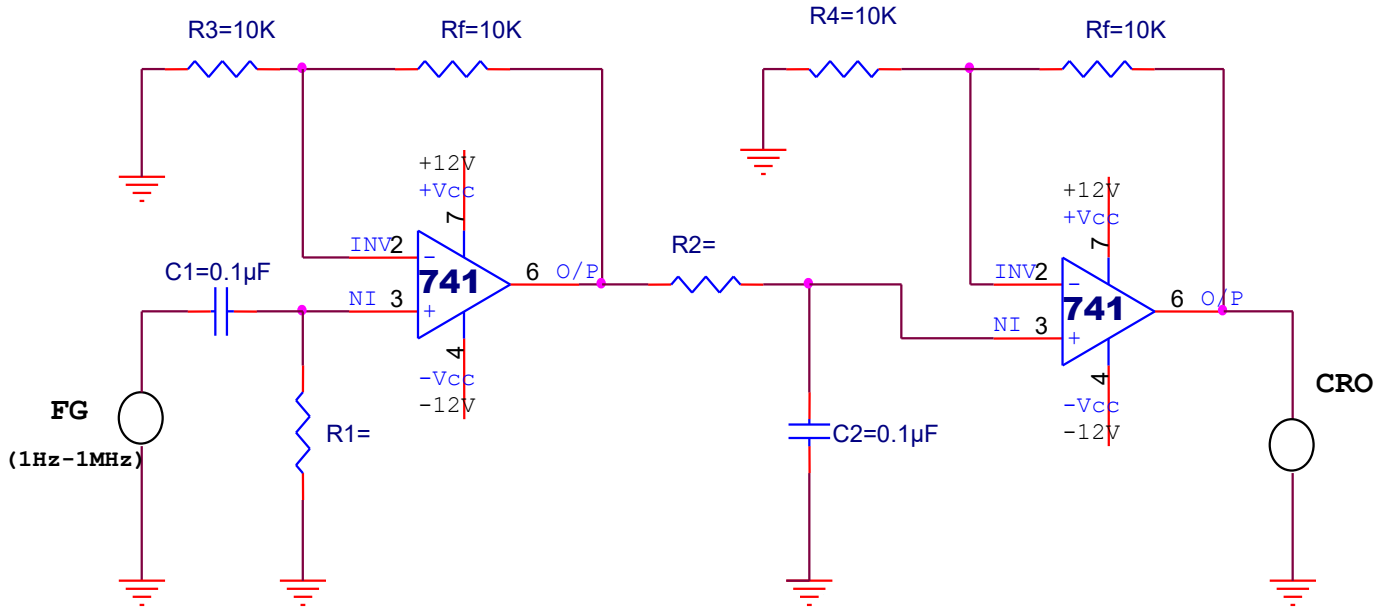 R3=10K
Rf=10K
R4=10K
Rf=10K
+12V
+Vcc
7
INV 2
741
6 O/P
NI 3
4
-Vcc
-12V
C1=0.1µF
R1=
FG
(1Hz-1MHz)
R2=
C2=0.1µF
+12V
+Vcc
7
INV 2
741
6 O/P
NI 3
4
-Vcc
-12V
CRO